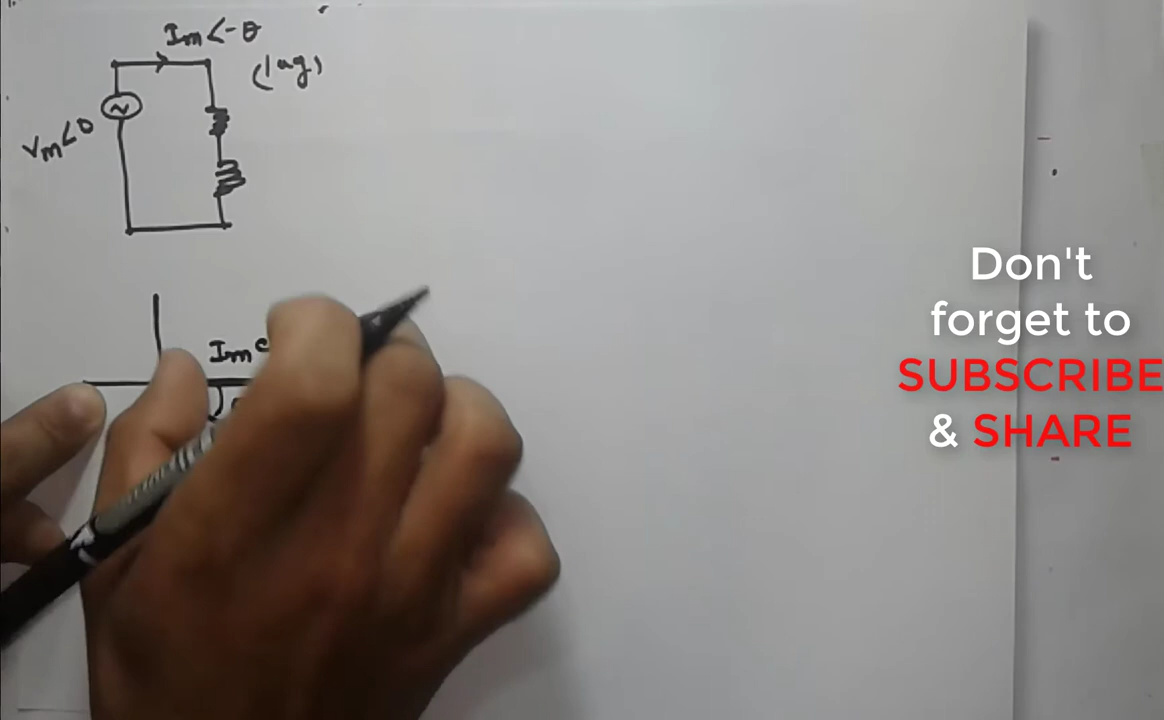 Im∠-θ
(lag)
Vm∠0
Im
Don't
forget to
SUBSCRIBE
& SHARE